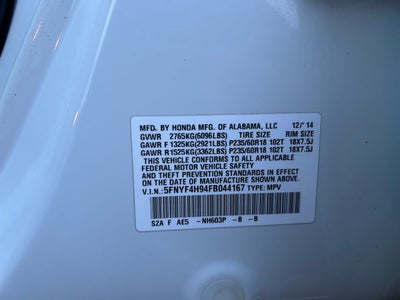 MFD. BY HONDA MFG. OF ALABAMA, LLC 12/'14
GVWR 2765KG(6096LBS) TIRE SIZE RIM SIZE
GAWR F 1325KG(2921LBS) P235/60R18 102T 18X7.5J
GAWR R1525KG(3362LBS) P235/60R18 102T 18X7.5J
THIS VEHICLE CONFORMS TO ALL APPLICABLE
FEDERAL MOTOR VEHICLE SAFETY
AND THEFT PREVENTION STANDARDS IN EFFECT
ON THE DATE OF MANUFACTURE SHOWN ABOVE.
V.I.N.:5FNYF4H94FB044167 TYPE: MPV
SZA F AE5 -NH603P -B -B